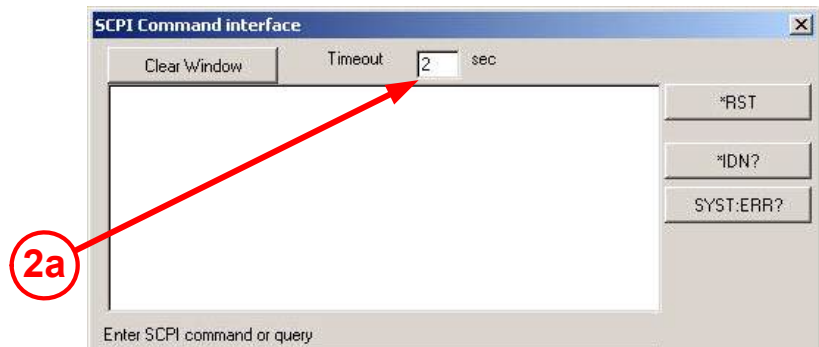 SCPI Command interface
Clear Window Timeout 2 sec
*RST
*IDN?
SYST:ERR?
2a
Enter SCPI command or query